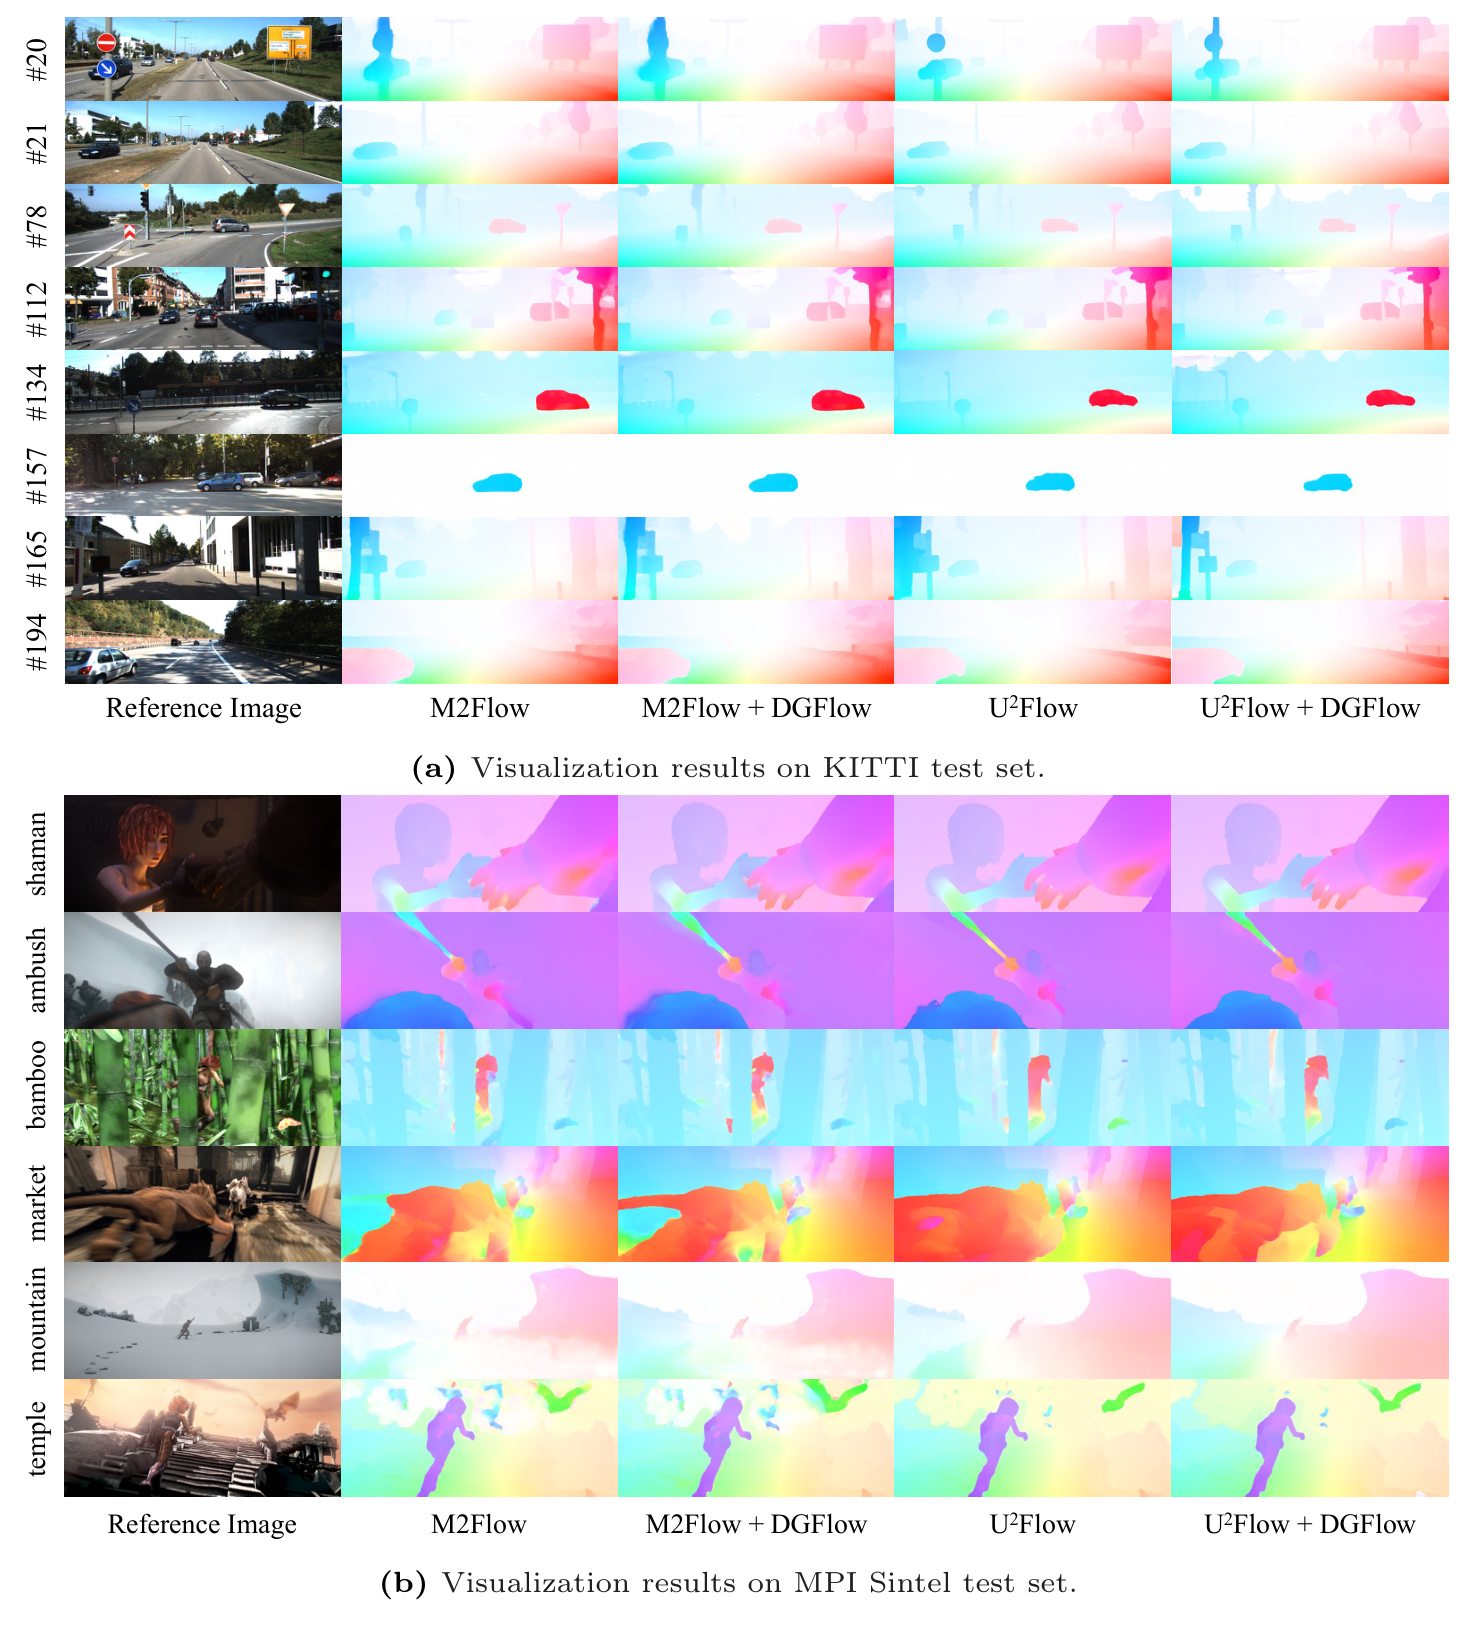 #20
#21
#78
#112
#134
#157
#165
#194
Reference Image M2Flow M2Flow + DGFlow U²Flow U²Flow + DGFlow
(a) Visualization results on KITTI test set.
shaman
ambush
bamboo
market
mountain
temple
Reference Image M2Flow M2Flow + DGFlow U²Flow U²Flow + DGFlow
(b) Visualization results on MPI Sintel test set.